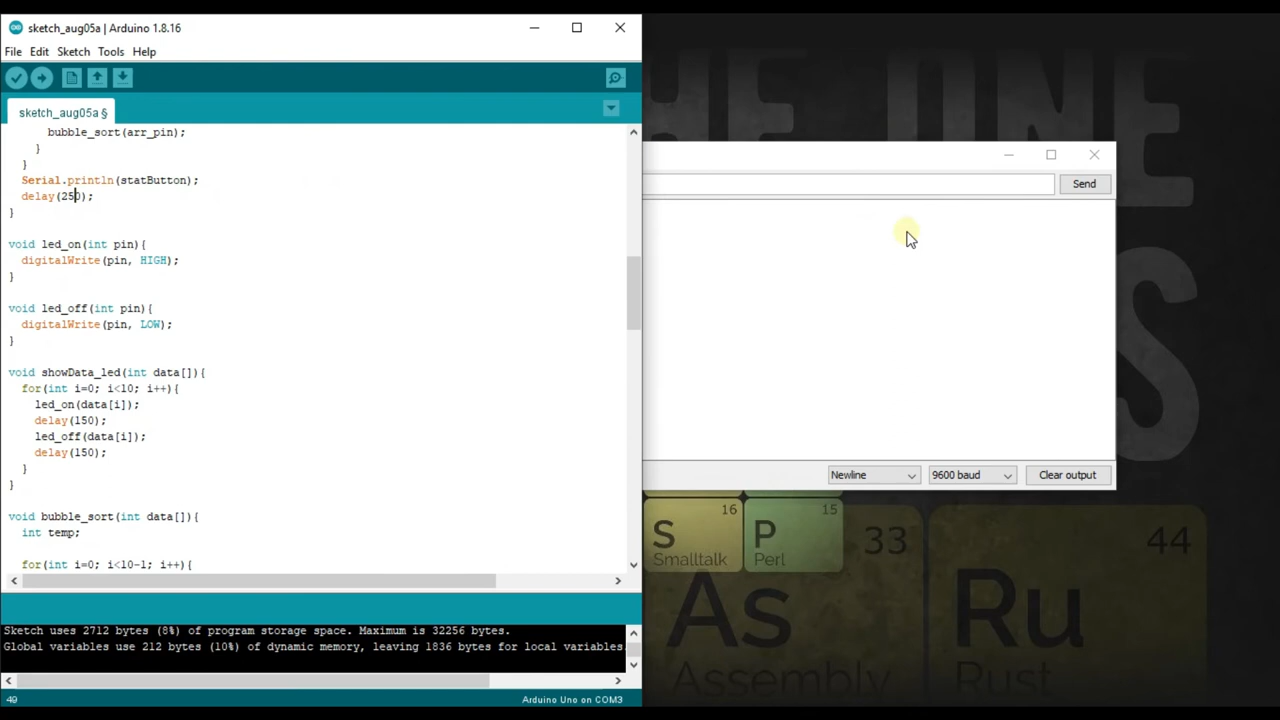 sketch_aug05a | Arduino 1.8.16
File Edit Sketch Tools Help
sketch_aug05a §
bubble_sort(arr_pin);
}
}
Serial.println(statButton);
delay(250);
}
void led_on(int pin){
digitalWrite(pin, HIGH);
}
void led_off(int pin){
digitalWrite(pin, LOW);
}
void showData_led(int data[]){
for(int i=0; i<10; i++){
led_on(data[i]);
delay(150);
led_off(data[i]);
delay(150);
}
}
void bubble_sort(int data[]){
int temp;
for(int i=0; i<10-1; i++){
Sketch uses 2712 bytes (8%) of program storage space. Maximum is 32256 bytes.
Global variables use 212 bytes (10%) of dynamic memory, leaving 1836 bytes for local variables.
49
Arduino Uno on COM3
HE ONE
S
Send
Newline
9600 baud
Clear output
16
S
Smalltalk
15
P
Perl
33
As
Assembly
44
Ru
Rust